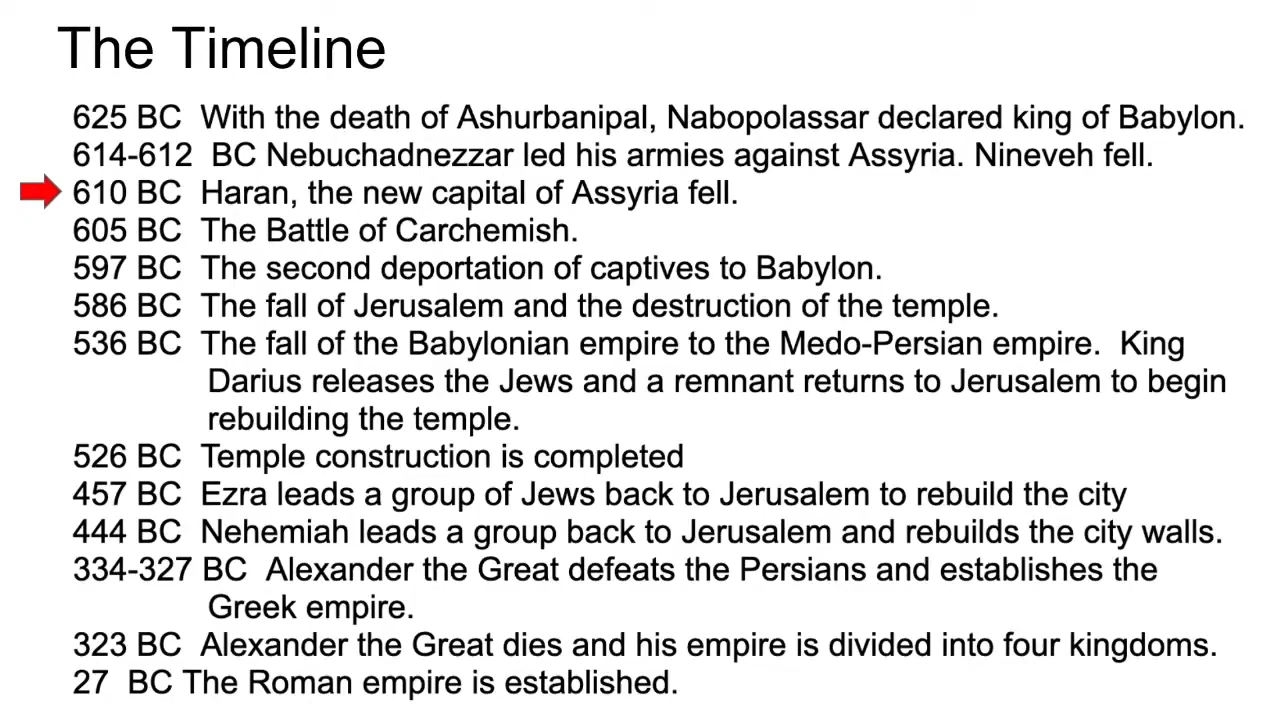 The Timeline
625 BC  With the death of Ashurbanipal, Nabopolassar declared king of Babylon.
614-612  BC Nebuchadnezzar led his armies against Assyria. Nineveh fell.
610 BC  Haran, the new capital of Assyria fell.
605 BC  The Battle of Carchemish.
597 BC  The second deportation of captives to Babylon.
586 BC  The fall of Jerusalem and the destruction of the temple.
536 BC  The fall of the Babylonian empire to the Medo-Persian empire.  King
Darius releases the Jews and a remnant returns to Jerusalem to begin
rebuilding the temple.
526 BC  Temple construction is completed
457 BC  Ezra leads a group of Jews back to Jerusalem to rebuild the city
444 BC  Nehemiah leads a group back to Jerusalem and rebuilds the city walls.
334-327 BC  Alexander the Great defeats the Persians and establishes the
Greek empire.
323 BC  Alexander the Great dies and his empire is divided into four kingdoms.
27  BC The Roman empire is established.